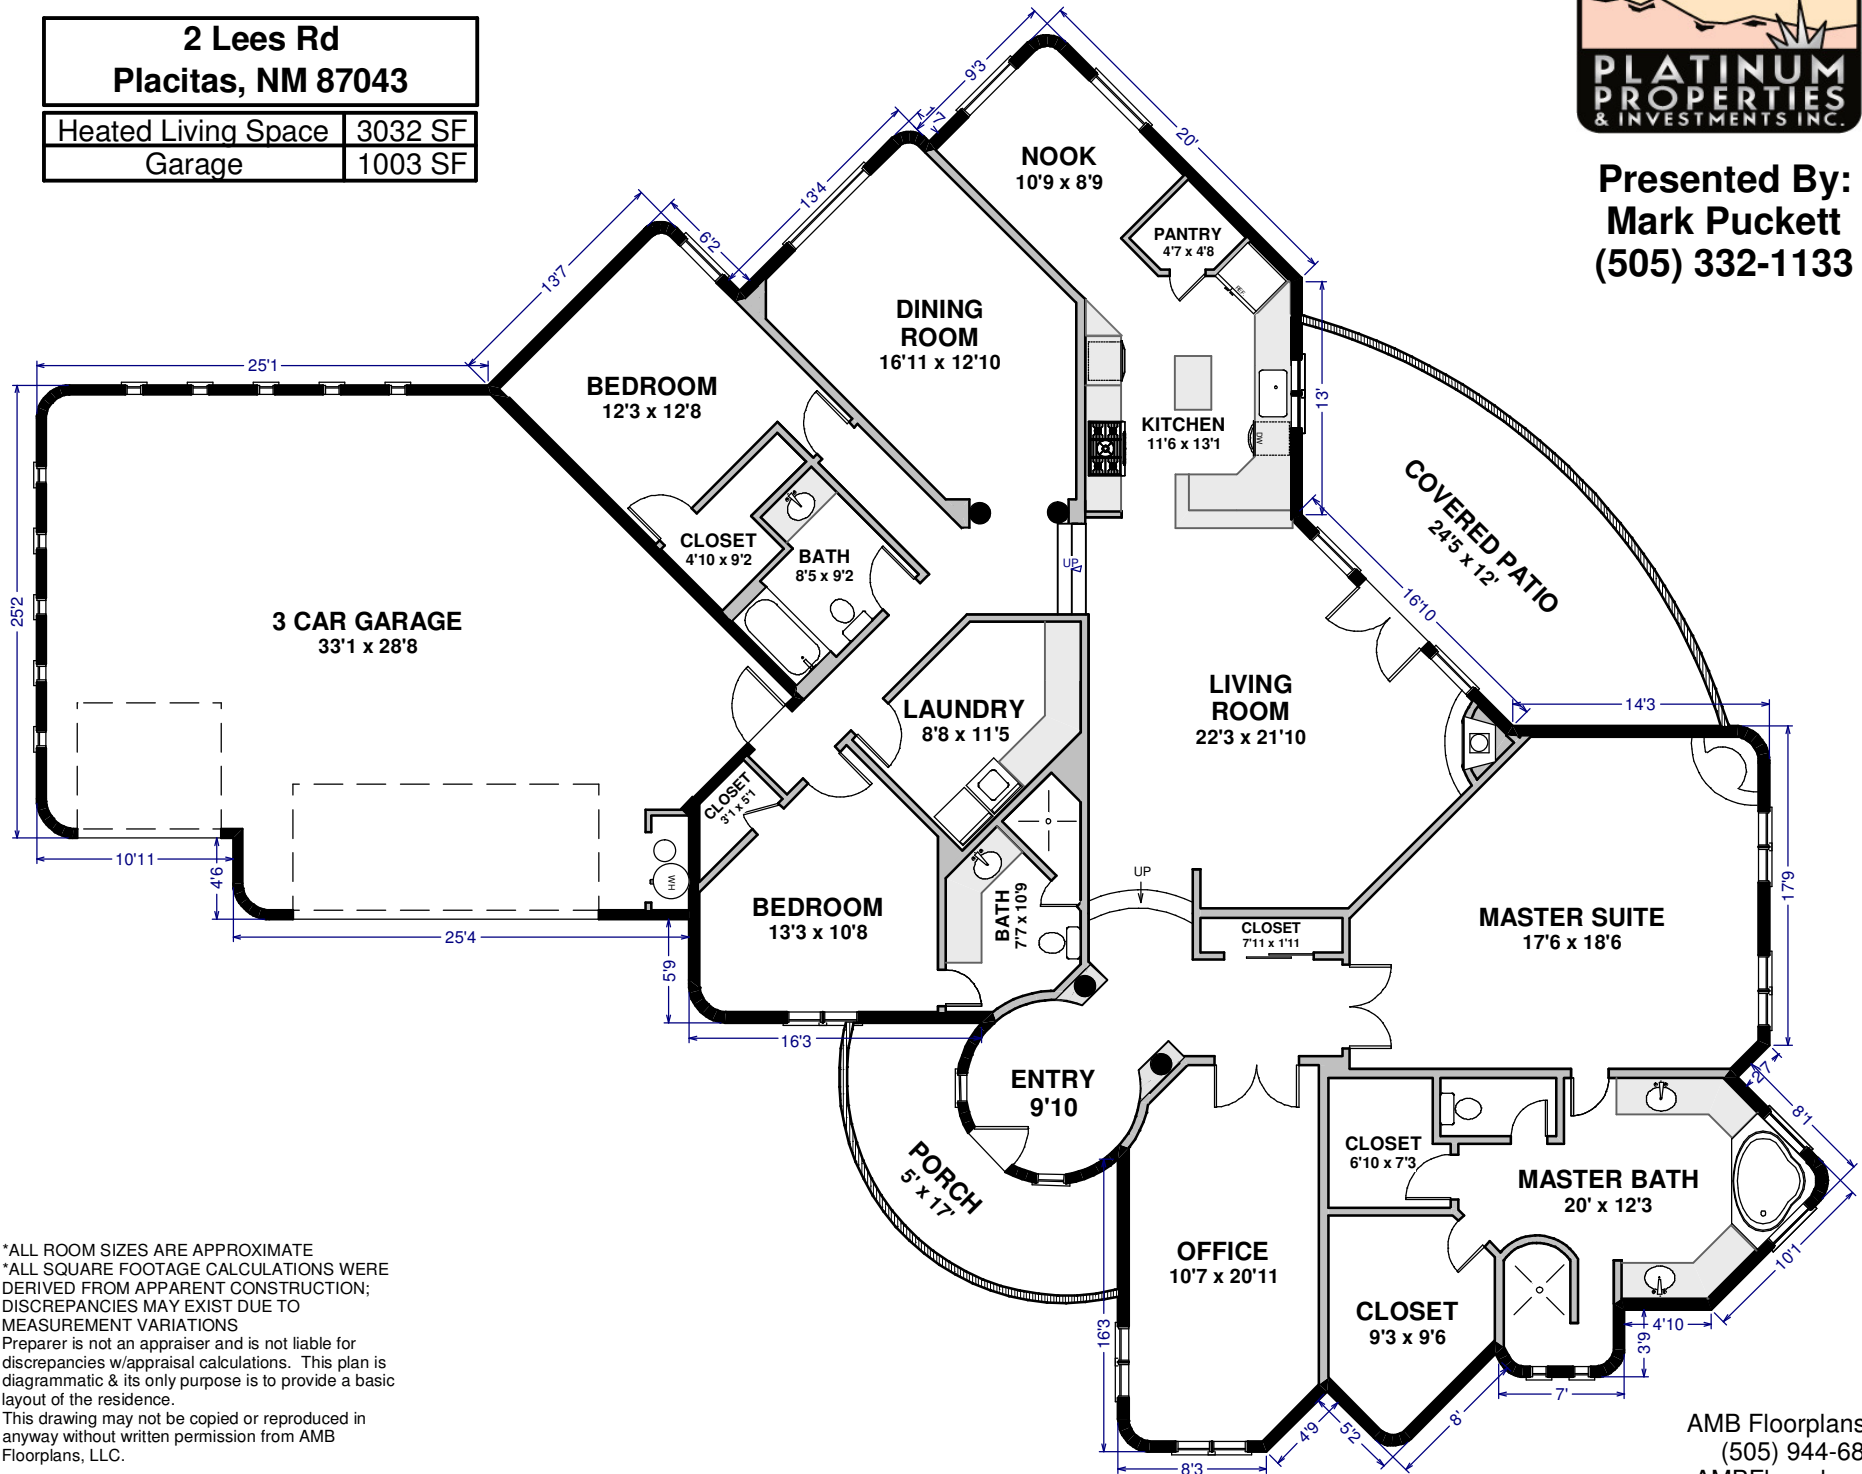 2 Lees Rd
Placitas, NM 87043
Heated Living Space 3032 SF
Garage 1003 SF
PLATINUM
PROPERTIES
& INVESTMENTS INC.
Presented By:
Mark Puckett
(505) 332-1133
9'3
20'
1'7
13'4
6'2
13'7
25'1
25'2
NOOK
10'9 x 8'9
PANTRY
4'7 x 4'8
REF.
DINING
ROOM
16'11 x 12'10
BEDROOM
12'3 x 12'8
KITCHEN
11'6 x 13'1
DW
13'
COVERED PATIO
24'5 x 12'
16'10
CLOSET
4'10 x 9'2
BATH
8'5 x 9'2
UP
3 CAR GARAGE
33'1 x 28'8
LAUNDRY
8'8 x 11'5
LIVING
ROOM
22'3 x 21'10
14'3
17'9
CLOSET
3'1 x 5'1
WH
10'11
4'6
25'4
5'9
16'3
BEDROOM
13'3 x 10'8
BATH
7'7 x 10'9
UP
CLOSET
7'11 x 1'11
MASTER SUITE
17'6 x 18'6
2'7
8'1
10'1
ENTRY
9'10
PORCH
5' x 17'
CLOSET
6'10 x 7'3
MASTER BATH
20' x 12'3
OFFICE
10'7 x 20'11
CLOSET
9'3 x 9'6
16'3
8'3
4'9
5'2
8'
7'
3'9
4'10
*ALL ROOM SIZES ARE APPROXIMATE
*ALL SQUARE FOOTAGE CALCULATIONS WERE
DERIVED FROM APPARENT CONSTRUCTION;
DISCREPANCIES MAY EXIST DUE TO
MEASUREMENT VARIATIONS
Preparer is not an appraiser and is not liable for
discrepancies w/appraisal calculations. This plan is
diagrammatic & its only purpose is to provide a basic
layout of the residence.
This drawing may not be copied or reproduced in
anyway without written permission from AMB
Floorplans, LLC.
AMB Floorplans
(505) 944-68